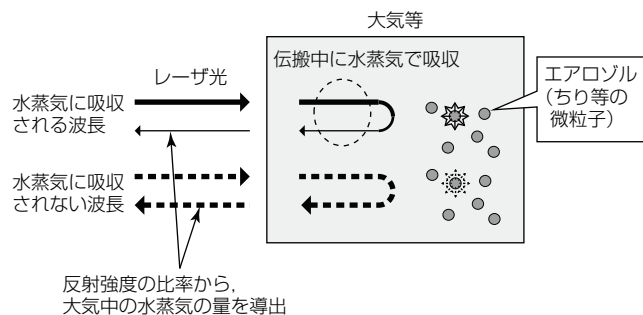 大気等
伝搬中に水蒸気で吸収
レーザ光
水蒸気に吸収
される波長
エアロゾル
(ちり等の
微粒子)
水蒸気に吸収
されない波長
反射強度の比率から,
大気中の水蒸気の量を導出